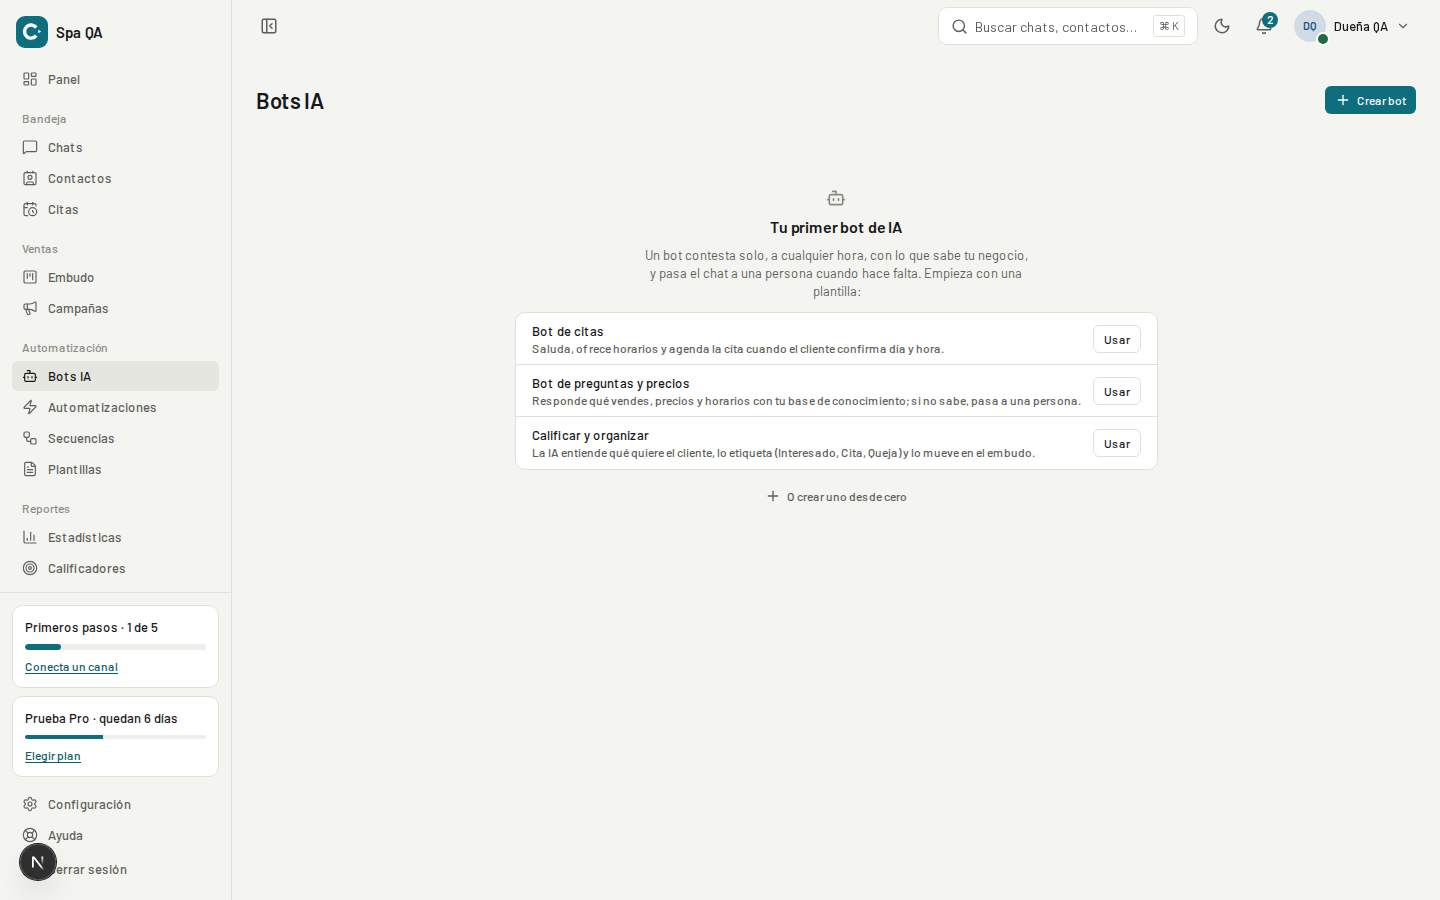 Spa QA
Buscar chats, contactos...
⌘ K
2
DQ
Dueña QA
Panel
Bandeja
Chats
Contactos
Citas
Ventas
Embudo
Campañas
Automatización
Bots IA
Automatizaciones
Secuencias
Plantillas
Reportes
Estadísticas
Calificadores
Primeros pasos · 1 de 5
Conecta un canal
Prueba Pro · quedan 6 días
Elegir plan
Configuración
Ayuda
errar sesión
N
Bots IA
Crear bot
Tu primer bot de IA
Un bot contesta solo, a cualquier hora, con lo que sabe tu negocio,
y pasa el chat a una persona cuando hace falta. Empieza con una
plantilla:
Bot de citas
Saluda, ofrece horarios y agenda la cita cuando el cliente confirma día y hora.
Usar
Bot de preguntas y precios
Responde qué vendes, precios y horarios con tu base de conocimiento; si no sabe, pasa a una persona.
Usar
Calificar y organizar
La IA entiende qué quiere el cliente, lo etiqueta (Interesado, Cita, Queja) y lo mueve en el embudo.
Usar
O crear uno desde cero